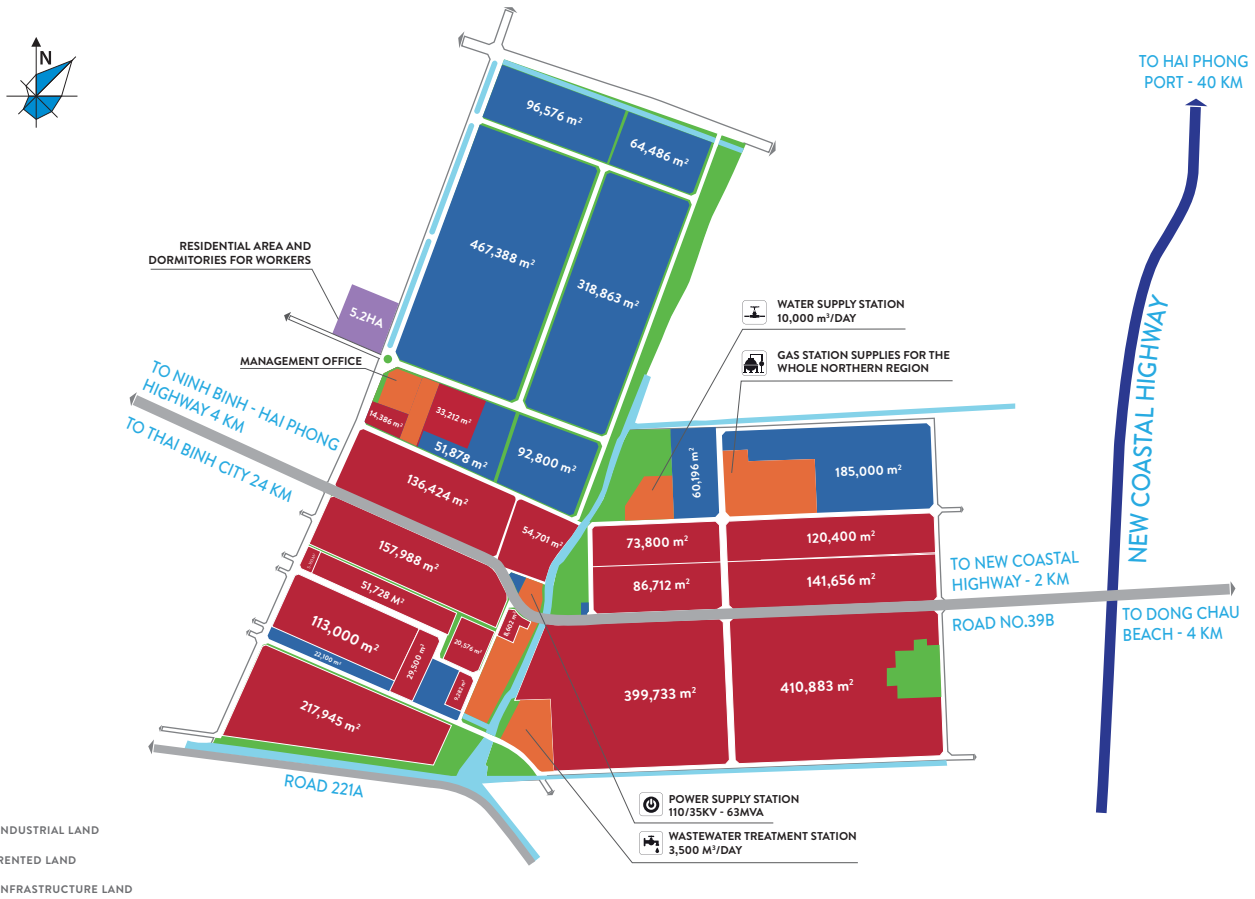 N
TO HAI PHONG
PORT - 40 KM
96,576 m²
64,486 m²
467,388 m²
318,863 m²
RESIDENTIAL AREA AND
DORMITORIES FOR WORKERS
5.2HA
WATER SUPPLY STATION
10,000 m³/DAY
GAS STATION SUPPLIES FOR THE
WHOLE NORTHERN REGION
MANAGEMENT OFFICE
NEW COASTAL HIGHWAY
TO NINH BINH - HAI PHONG
HIGHWAY 4 KM
TO THAI BINH CITY 24 KM
14,386 m²
33,212 m²
51,878 m²
92,800 m²
60,196 m²
185,000 m²
136,424 m²
54,701 m²
73,800 m²
120,400 m²
157,988 m²
86,712 m²
141,656 m²
TO NEW COASTAL
HIGHWAY - 2 KM
51,728 M²
ROAD NO.39B
TO DONG CHAU
BEACH - 4 KM
113,000 m²
22,100 m²
29,500 m²
20,576 m²
8,602 m²
9,282 m²
399,733 m²
410,883 m²
217,945 m²
ROAD 221A
POWER SUPPLY STATION
110/35KV - 63MVA
WASTEWATER TREATMENT STATION
3,500 M³/DAY
NDUSTRIAL LAND
RENTED LAND
NFRASTRUCTURE LAND